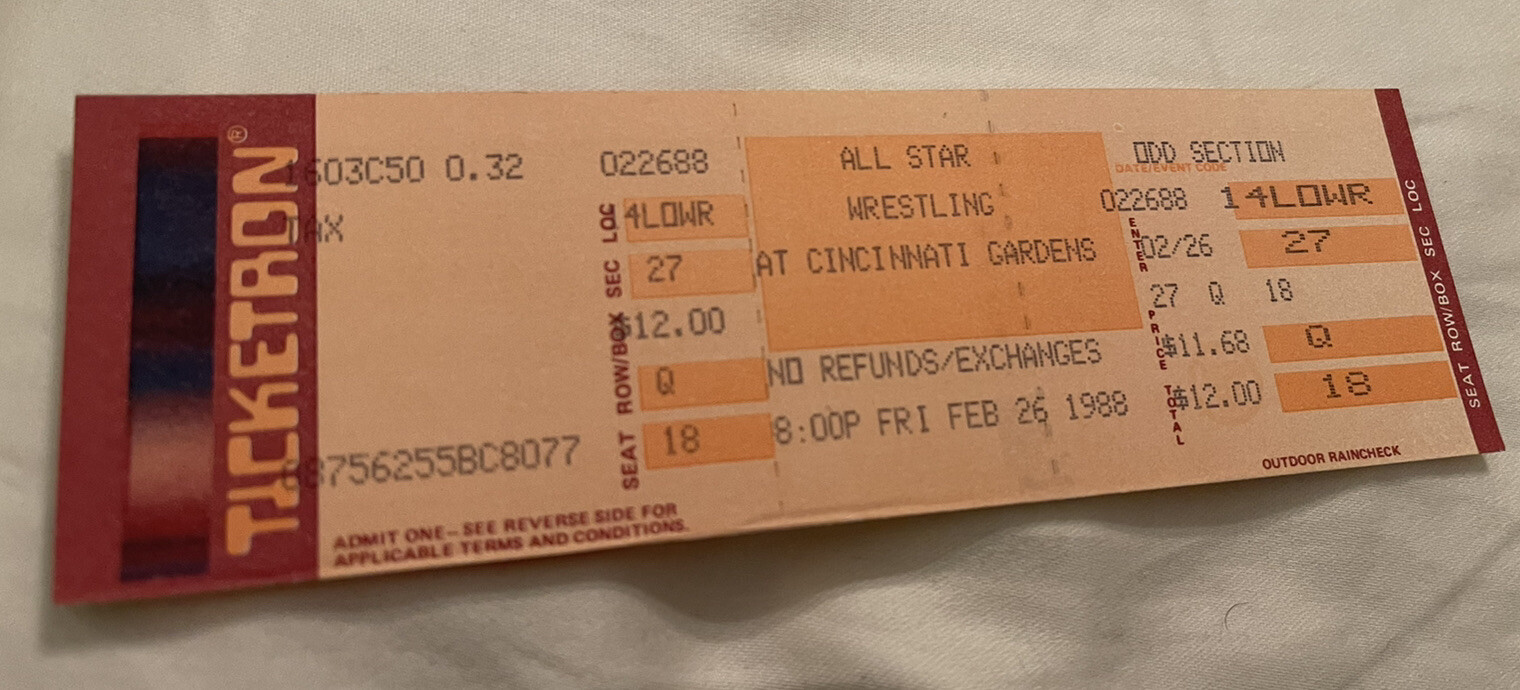 TICKETRON®
1603C50 0.32
TAX
88756255BC8077
ADMIT ONE—SEE REVERSE SIDE FOR
APPLICABLE TERMS AND CONDITIONS.
022688
LOC 4LOWR
SEC 27
$12.00
ROW/BOX Q
SEAT 18
ALL STAR
WRESTLING
AT CINCINNATI GARDENS
NO REFUNDS/EXCHANGES
8:00P FRI FEB 26 1988
ODD SECTION
DATE/EVENT CODE
022688 14LOWR
ENTER 02/26 27
27 Q 18
PRICE $11.68 Q
TOTAL $12.00 18
OUTDOOR RAINCHECK
SEAT ROW/BOX SEC LOC